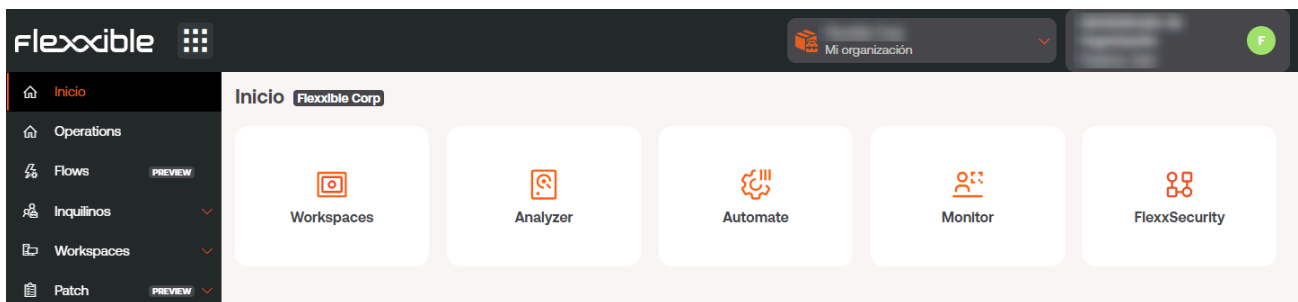 Flexxible
Mi organización
F
Inicio
Operations
Flows PREVIEW
Inquilinos
Workspaces
Patch PREVIEW
Inicio Flexxible Corp
Workspaces
Analyzer
Automate
Monitor
FlexxSecurity